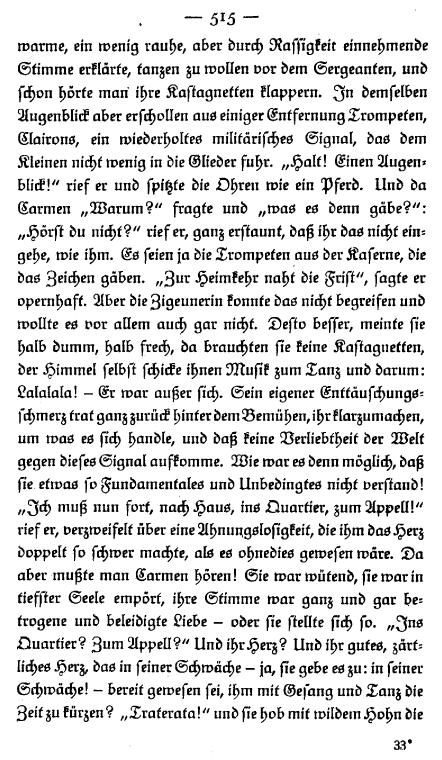 — 515 —
warme, ein wenig rauhe, aber durch Rassigkeit einnehmende
Stimme erklärte, tanzen zu wollen vor dem Sergeanten, und
schon hörte man ihre Kastagnetten klappern. In demselben
Augenblick aber erschollen aus einiger Entfernung Trompeten,
Clairons, ein wiederholtes militärisches Signal, das dem
Kleinen nicht wenig in die Glieder fuhr. „Halt! Einen Augen-
blick!“ rief er und spitzte die Ohren wie ein Pferd. Und da
Carmen „Warum?“ fragte und „was es denn gäbe?“:
„Hörst du nicht?“ rief er, ganz erstaunt, daß ihr das nicht ein-
gehe, wie ihm. Es seien ja die Trompeten aus der Kaserne, die
das Zeichen gäben. „Zur Heimkehr naht die Frist“, sagte er
opernhaft. Aber die Zigeunerin konnte das nicht begreifen und
wollte es vor allem auch gar nicht. Desto besser, meinte sie
halb dumm, halb frech, da brauchten sie keine Kastagnetten,
der Himmel selbst schicke ihnen Musik zum Tanz und darum:
Lalalala! – Er war außer sich. Sein eigener Enttäuschungs-
schmerz trat ganz zurück hinter dem Bemühen, ihr klarzumachen,
um was es sich handle, und daß keine Verliebtheit der Welt
gegen dieses Signal aufkomme. Wie war es denn möglich, daß
sie etwas so Fundamentales und Unbedingtes nicht verstand!
„Ich muß nun fort, nach Haus, ins Quartier, zum Appell!“
rief er, verzweifelt über eine Ahnungslosigkeit, die ihm das Herz
doppelt so schwer machte, als es ohnedies gewesen wäre. Da
aber mußte man Carmen hören! Sie war wütend, sie war in
tiefster Seele empört, ihre Stimme war ganz und gar be-
trogene und beleidigte Liebe – oder sie stellte sich so. „Ins
Quartier? Zum Appell?“ Und ihr Herz? Und ihr gutes, zärt-
liches Herz, das in seiner Schwäche – ja, sie gebe es zu: in seiner
Schwäche! – bereit gewesen sei, ihm mit Gesang und Tanz die
Zeit zu kürzen? „Traterata!“ und sie hob mit wildem Hohn die
33*